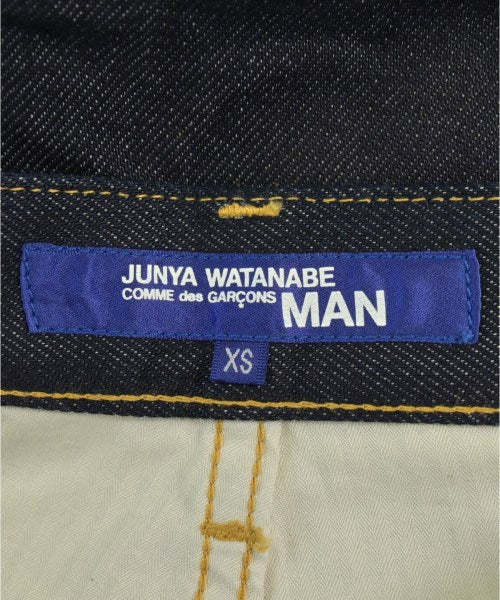 JUNYA WATANABE
COMME des GARÇONS MAN
XS